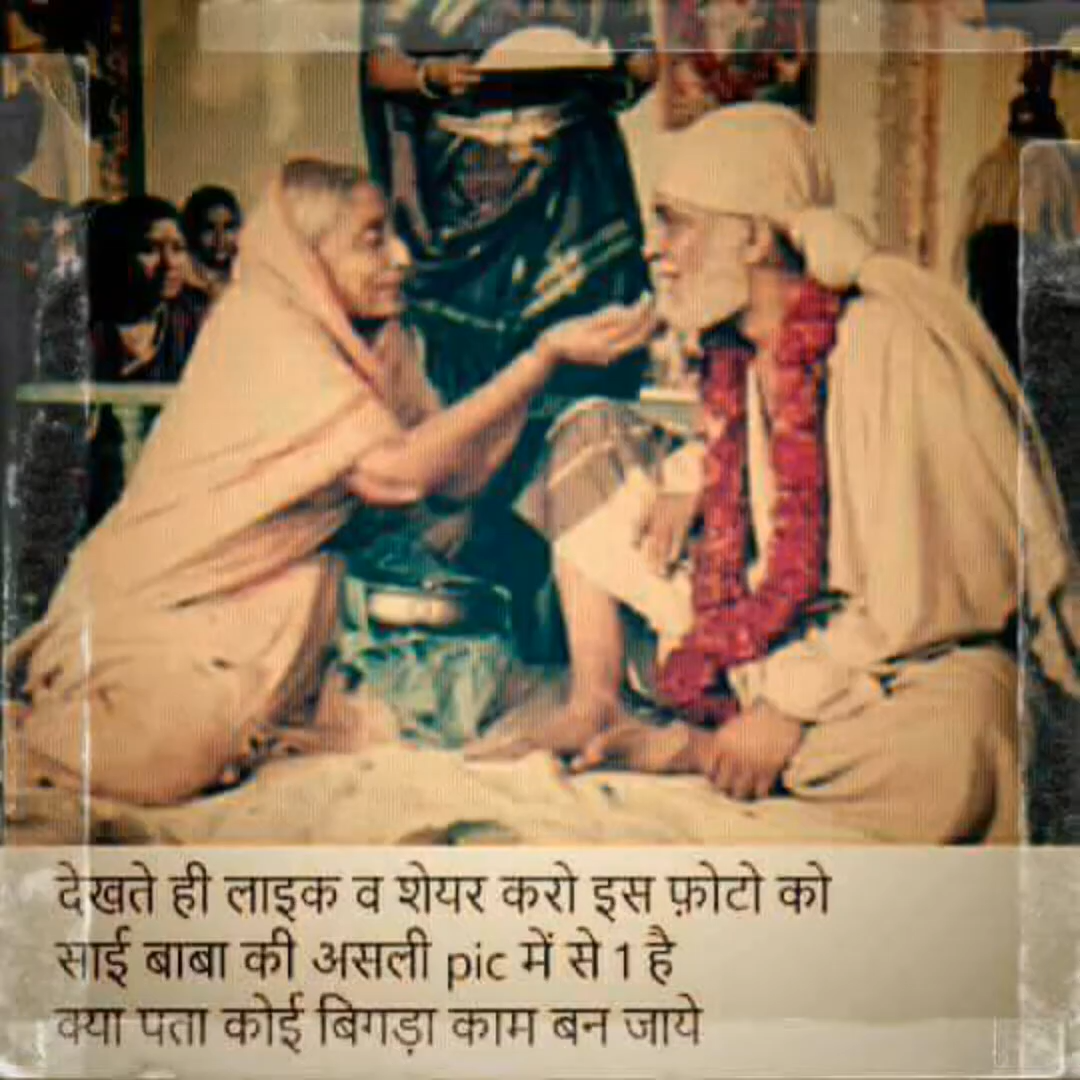 देखते ही लाइक व शेयर करो इस फ़ोटो को
साई बाबा की असली pic में से 1 है
क्या पता कोई बिगड़ा काम बन जाये